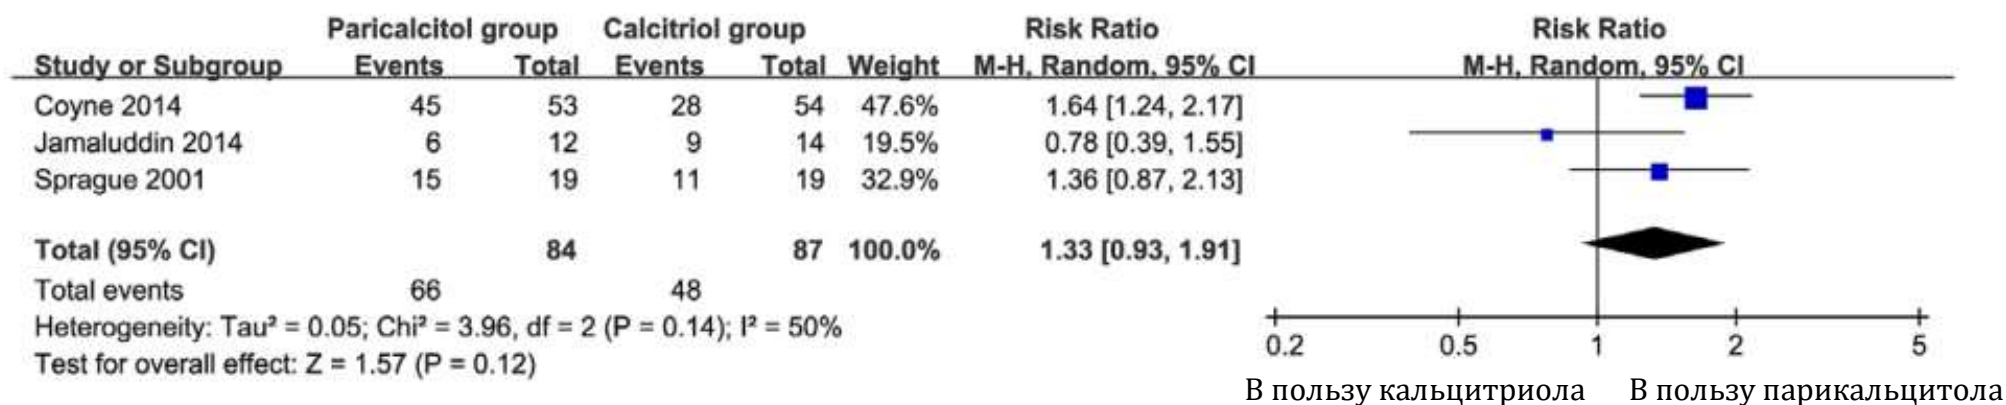 Paricalcitol group Calcitriol group Risk Ratio Risk Ratio
Study or Subgroup Events Total Events Total Weight M-H, Random, 95% CI M-H, Random, 95% CI
Coyne 2014 45 53 28 54 47.6% 1.64 [1.24, 2.17]
Jamaluddin 2014 6 12 9 14 19.5% 0.78 [0.39, 1.55]
Sprague 2001 15 19 11 19 32.9% 1.36 [0.87, 2.13]
Total (95% CI) 84 87 100.0% 1.33 [0.93, 1.91]
Total events 66 48
Heterogeneity: Tau² = 0.05; Chi² = 3.96, df = 2 (P = 0.14); I² = 50%
Test for overall effect: Z = 1.57 (P = 0.12)
0.2 0.5 1 2 5
В пользу кальцитриола В пользу парикальцитола